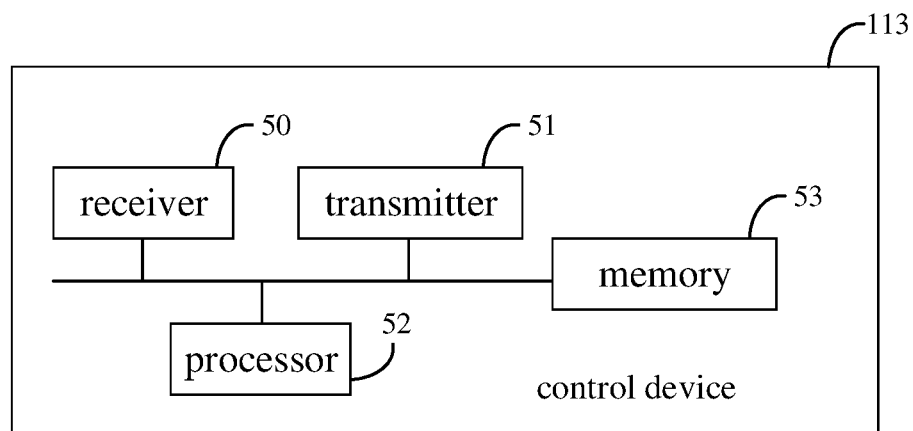 113
50
51
receiver
transmitter
53
memory
52
processor
control device